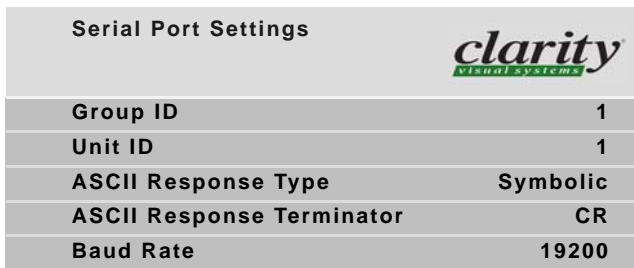 Serial Port Settings
clarity
visual systems
Group ID 1
Unit ID 1
ASCII Response Type Symbolic
ASCII Response Terminator CR
Baud Rate 19200